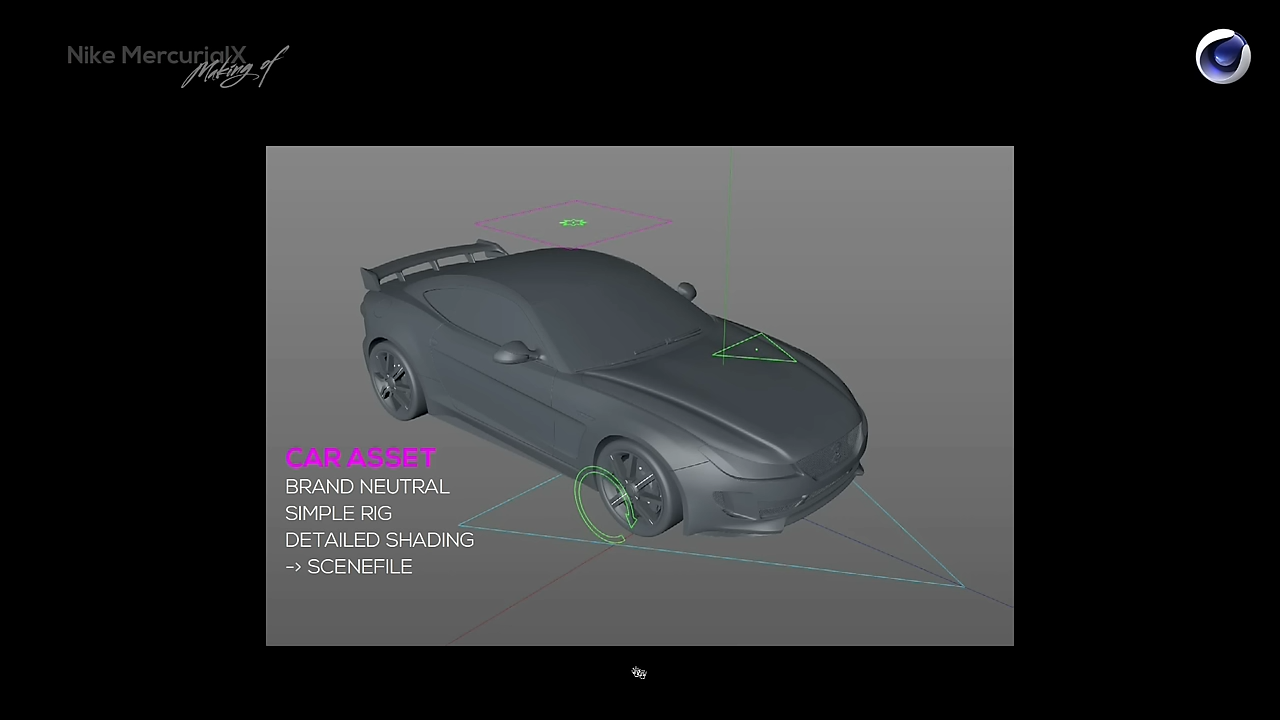 Nike MercurialX
Making of
CAR ASSET
BRAND NEUTRAL
SIMPLE RIG
DETAILED SHADING
-> SCENEFILE